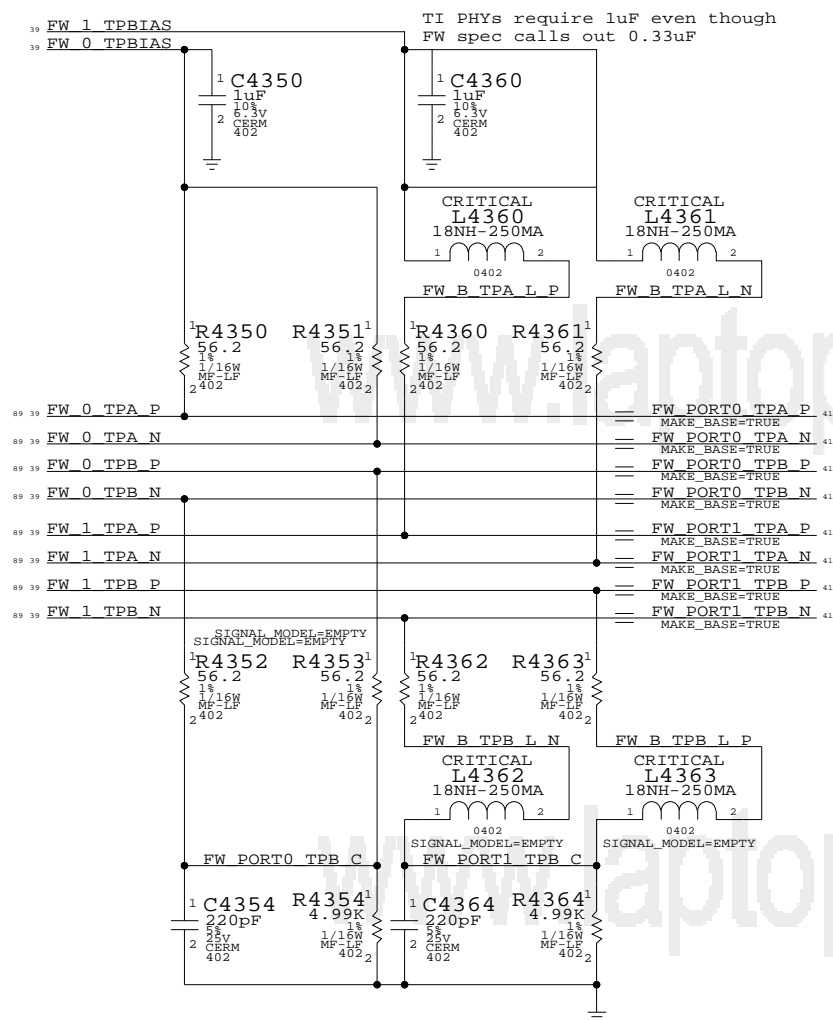 TI PHYs require 1uF even though
FW spec calls out 0.33uF
39 FW_1_TPBIAS
39 FW_0_TPBIAS
1 C4350
1uF
10%
6.3V
2 CERM
402
1 C4360
1uF
10%
6.3V
2 CERM
402
CRITICAL
L4360
18NH-250MA
1 2
0402
FW_B_TPA_L_P
CRITICAL
L4361
18NH-250MA
1 2
0402
FW_B_TPA_L_N
1 R4350
56.2
1%
1/16W
MF-LF
2 402
R4351 1
56.2
1%
1/16W
MF-LF
402 2
1 R4360
56.2
1%
1/16W
MF-LF
2 402
R4361 1
56.2
1%
1/16W
MF-LF
402 2
www.laptop
89 39 FW_0_TPA_P FW_PORT0_TPA_P 41
MAKE_BASE=TRUE
89 39 FW_0_TPA_N FW_PORT0_TPA_N 41
MAKE_BASE=TRUE
89 39 FW_0_TPB_P FW_PORT0_TPB_P 41
MAKE_BASE=TRUE
89 39 FW_0_TPB_N FW_PORT0_TPB_N 41
MAKE_BASE=TRUE
89 39 FW_1_TPA_P FW_PORT1_TPA_P 41
MAKE_BASE=TRUE
89 39 FW_1_TPA_N FW_PORT1_TPA_N 41
MAKE_BASE=TRUE
89 39 FW_1_TPB_P FW_PORT1_TPB_P 41
MAKE_BASE=TRUE
89 39 FW_1_TPB_N FW_PORT1_TPB_N 41
MAKE_BASE=TRUE
SIGNAL_MODEL=EMPTY
SIGNAL_MODEL=EMPTY
1 R4352
56.2
1%
1/16W
MF-LF
2 402
R4353 1
56.2
1%
1/16W
MF-LF
402 2
1 R4362
56.2
1%
1/16W
MF-LF
2 402
R4363 1
56.2
1%
1/16W
MF-LF
402 2
FW_B_TPB_L_N
CRITICAL
L4362
18NH-250MA
1 2
0402
SIGNAL_MODEL=EMPTY
FW_B_TPB_L_P
CRITICAL
L4363
18NH-250MA
1 2
0402
SIGNAL_MODEL=EMPTY
www.laptop
FW_PORT0_TPB_C
FW_PORT1_TPB_C
1 C4354
220pF
5%
25V
2 CERM
402
R4354 1
4.99K
1%
1/16W
MF-LF
402 2
1 C4364
220pF
5%
25V
2 CERM
402
R4364 1
4.99K
1%
1/16W
MF-LF
402 2